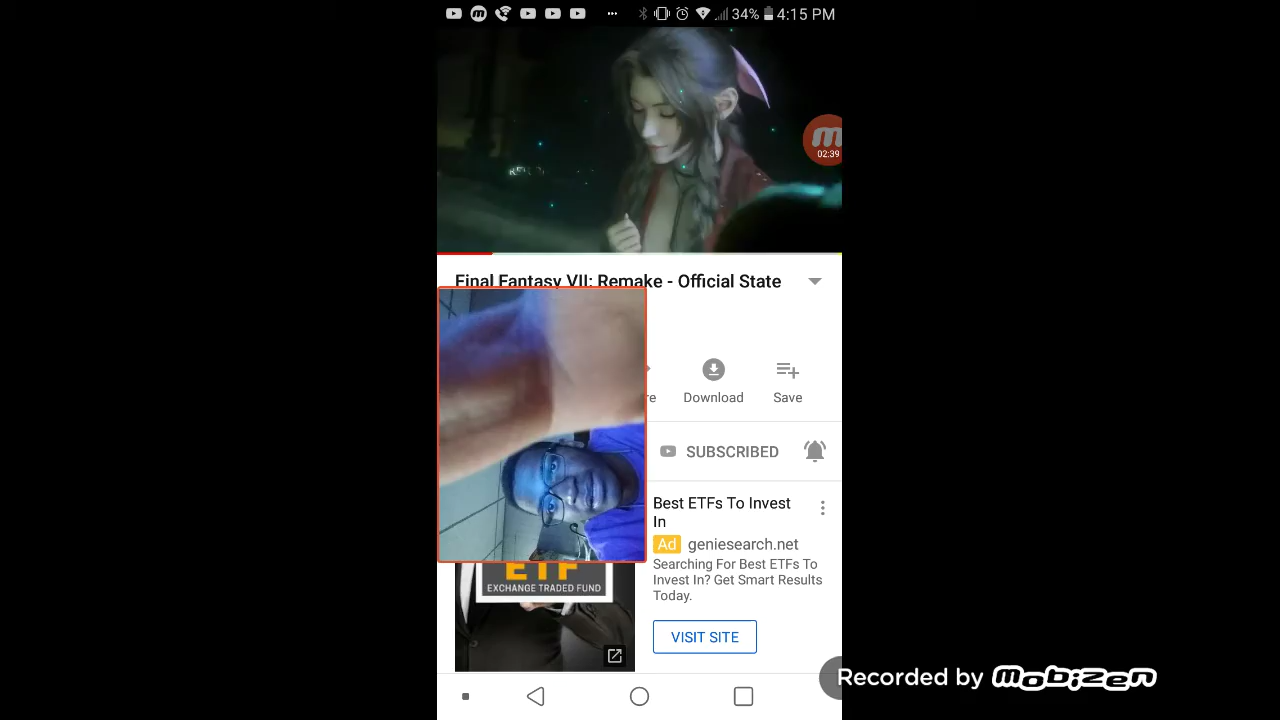 34% 4:15 PM
02:39
Final Fantasy VII: Remake - Official State
re
Download
Save
SUBSCRIBED
Best ETFs To Invest
In
Ad geniesearch.net
Searching For Best ETFs To
Invest In? Get Smart Results
Today.
ETF
EXCHANGE TRADED FUND
VISIT SITE
Recorded by mobizen